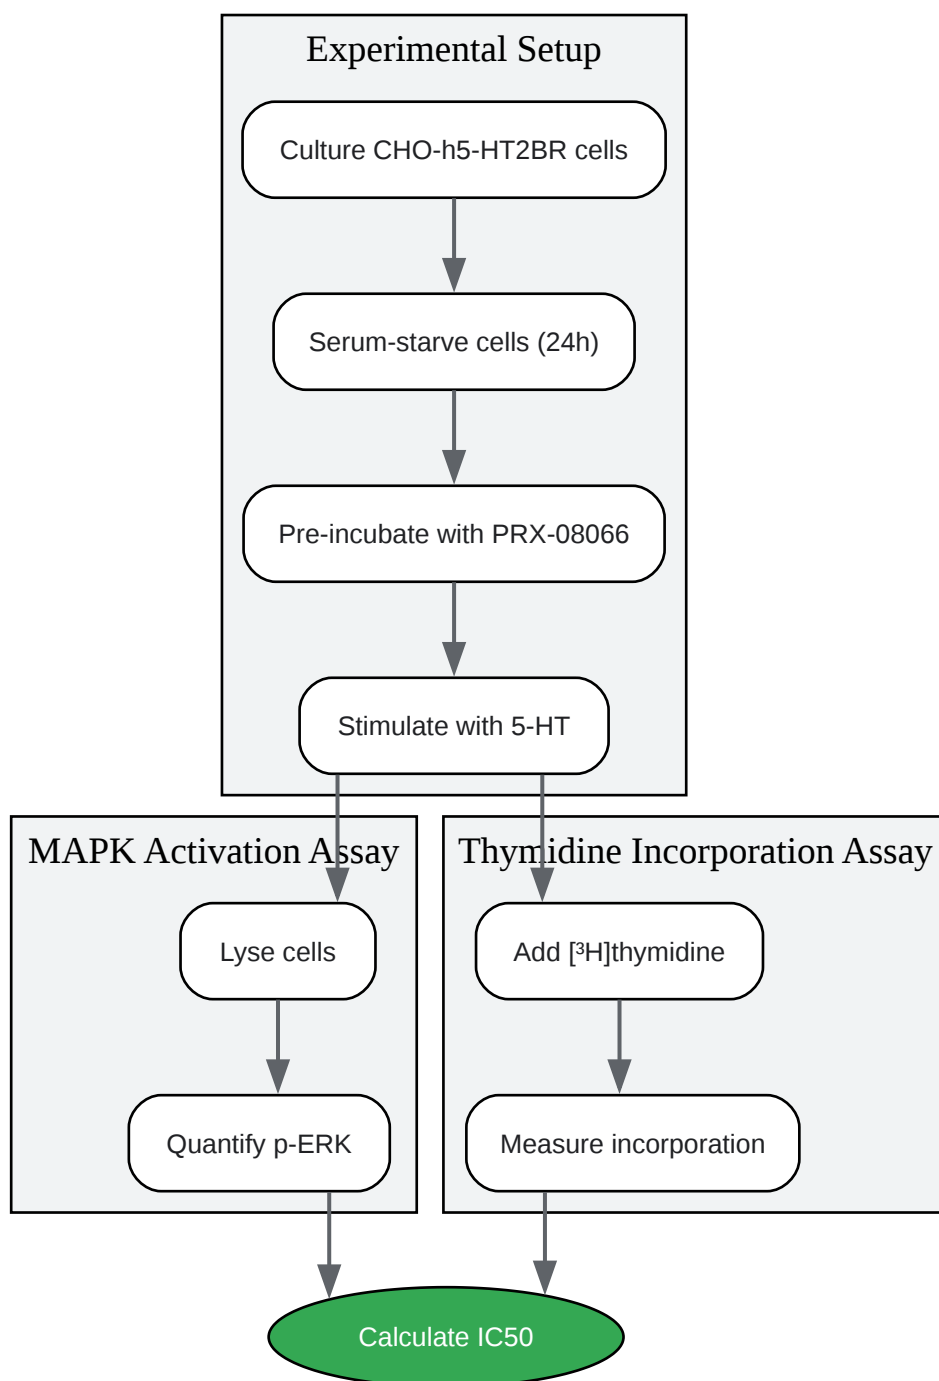 Experimental Setup
Culture CHO-h5-HT2BR cells
Serum-starve cells (24h)
Pre-incubate with PRX-08066
Stimulate with 5-HT
MAPK Activation Assay
Lyse cells
Quantify p-ERK
Thymidine Incorporation Assay
Add [³H]thymidine
Measure incorporation
Calculate IC50